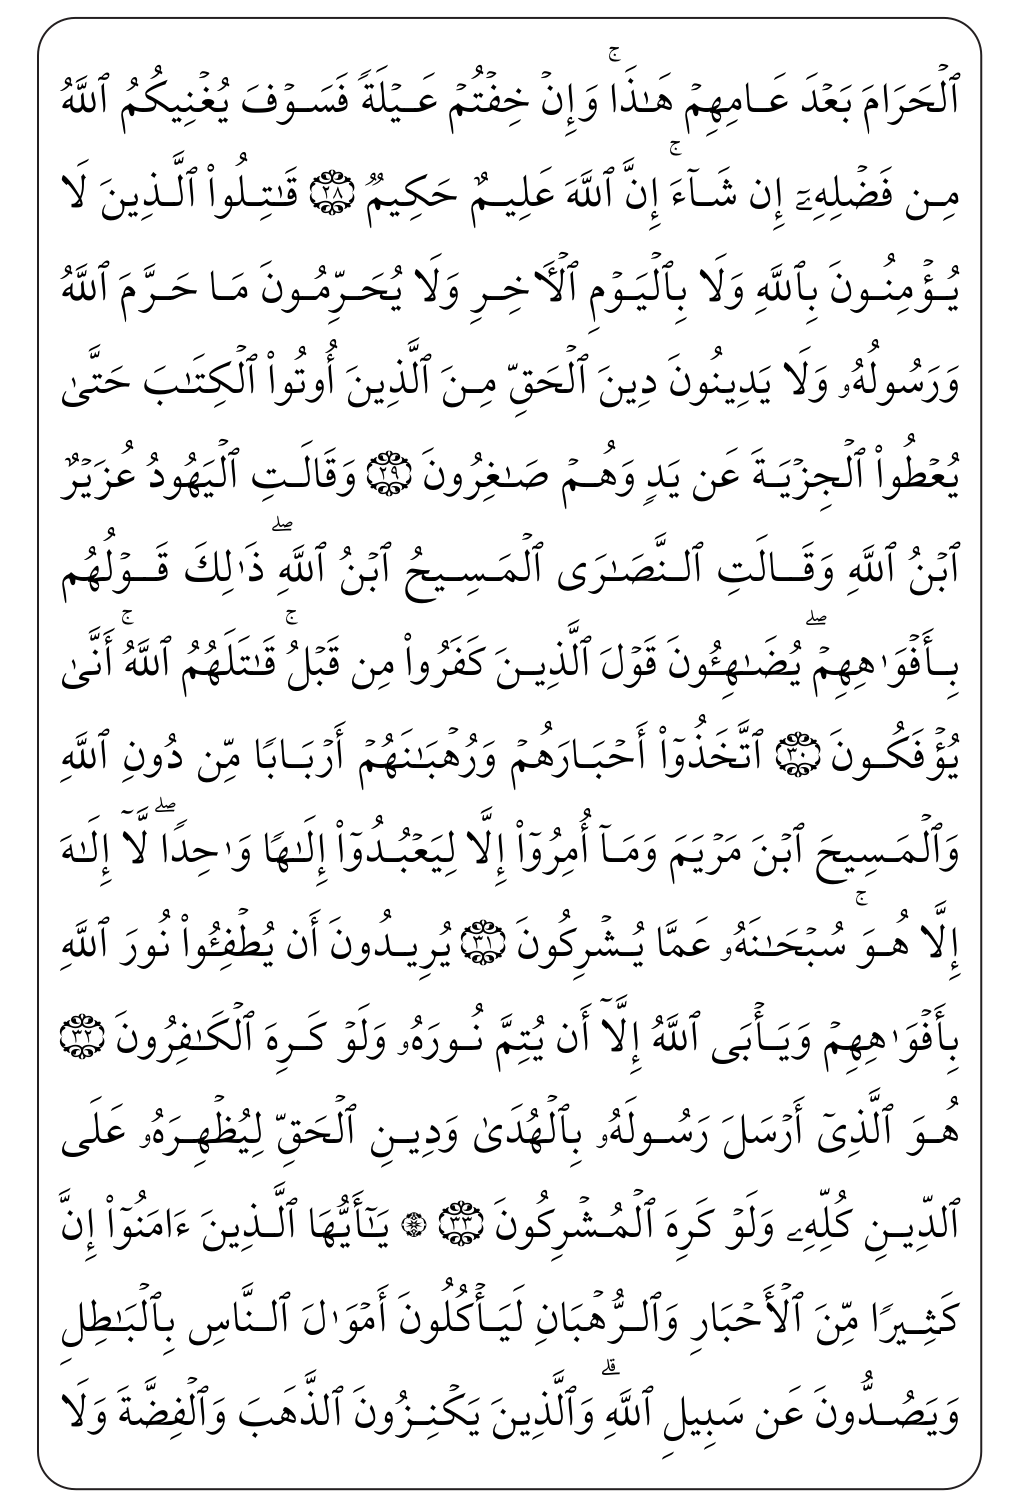 ٱلۡحَرَامَ بَعۡدَ عَامِهِمۡ هَٰذَاۚ وَإِنۡ خِفۡتُمۡ عَيۡلَةً فَسَوۡفَ يُغۡنِيكُمُ ٱللَّهُ
مِن فَضۡلِهِۦٓ إِن شَآءَۚ إِنَّ ٱللَّهَ عَلِيمٌ حَكِيمٌ ۝٢٨ قَٰتِلُواْ ٱلَّذِينَ لَا
يُؤۡمِنُونَ بِٱللَّهِ وَلَا بِٱلۡيَوۡمِ ٱلۡأٓخِرِ وَلَا يُحَرِّمُونَ مَا حَرَّمَ ٱللَّهُ
وَرَسُولُهُۥ وَلَا يَدِينُونَ دِينَ ٱلۡحَقِّ مِنَ ٱلَّذِينَ أُوتُواْ ٱلۡكِتَٰبَ حَتَّىٰ
يُعۡطُواْ ٱلۡجِزۡيَةَ عَن يَدٖ وَهُمۡ صَٰغِرُونَ ۝٢٩ وَقَالَتِ ٱلۡيَهُودُ عُزَيۡرٌ
ٱبۡنُ ٱللَّهِ وَقَالَتِ ٱلنَّصَٰرَى ٱلۡمَسِيحُ ٱبۡنُ ٱللَّهِۖ ذَٰلِكَ قَوۡلُهُم
بِأَفۡوَٰهِهِمۡۖ يُضَٰهِـُٔونَ قَوۡلَ ٱلَّذِينَ كَفَرُواْ مِن قَبۡلُۚ قَٰتَلَهُمُ ٱللَّهُۚ أَنَّىٰ
يُؤۡفَكُونَ ۝٣٠ ٱتَّخَذُوٓاْ أَحۡبَارَهُمۡ وَرُهۡبَٰنَهُمۡ أَرۡبَابٗا مِّن دُونِ ٱللَّهِ
وَٱلۡمَسِيحَ ٱبۡنَ مَرۡيَمَ وَمَآ أُمِرُوٓاْ إِلَّا لِيَعۡبُدُوٓاْ إِلَٰهٗا وَٰحِدٗاۖ لَّآ إِلَٰهَ
إِلَّا هُوَۚ سُبۡحَٰنَهُۥ عَمَّا يُشۡرِكُونَ ۝٣١ يُرِيدُونَ أَن يُطۡفِـُٔواْ نُورَ ٱللَّهِ
بِأَفۡوَٰهِهِمۡ وَيَأۡبَى ٱللَّهُ إِلَّآ أَن يُتِمَّ نُورَهُۥ وَلَوۡ كَرِهَ ٱلۡكَٰفِرُونَ ۝٣٢
هُوَ ٱلَّذِيٓ أَرۡسَلَ رَسُولَهُۥ بِٱلۡهُدَىٰ وَدِينِ ٱلۡحَقِّ لِيُظۡهِرَهُۥ عَلَى
ٱلدِّينِ كُلِّهِۦ وَلَوۡ كَرِهَ ٱلۡمُشۡرِكُونَ ۝٣٣ ۞ يَٰٓأَيُّهَا ٱلَّذِينَ ءَامَنُوٓاْ إِنَّ
كَثِيرٗا مِّنَ ٱلۡأَحۡبَارِ وَٱلرُّهۡبَانِ لَيَأۡكُلُونَ أَمۡوَٰلَ ٱلنَّاسِ بِٱلۡبَٰطِلِ
وَيَصُدُّونَ عَن سَبِيلِ ٱللَّهِۗ وَٱلَّذِينَ يَكۡنِزُونَ ٱلذَّهَبَ وَٱلۡفِضَّةَ وَلَا